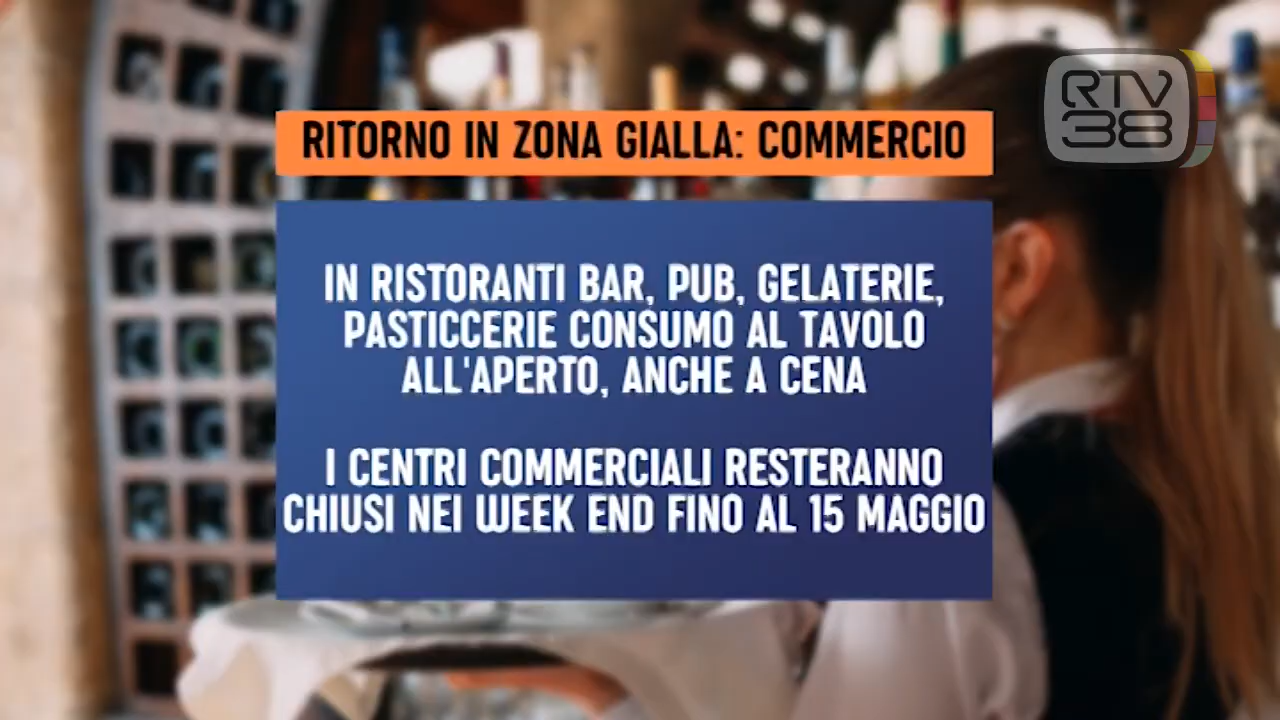 RTV
38
RITORNO IN ZONA GIALLA: COMMERCIO
IN RISTORANTI BAR, PUB, GELATERIE,
PASTICCERIE CONSUMO AL TAVOLO
ALL'APERTO, ANCHE A CENA
I CENTRI COMMERCIALI RESTERANNO
CHIUSI NEI WEEK END FINO AL 15 MAGGIO